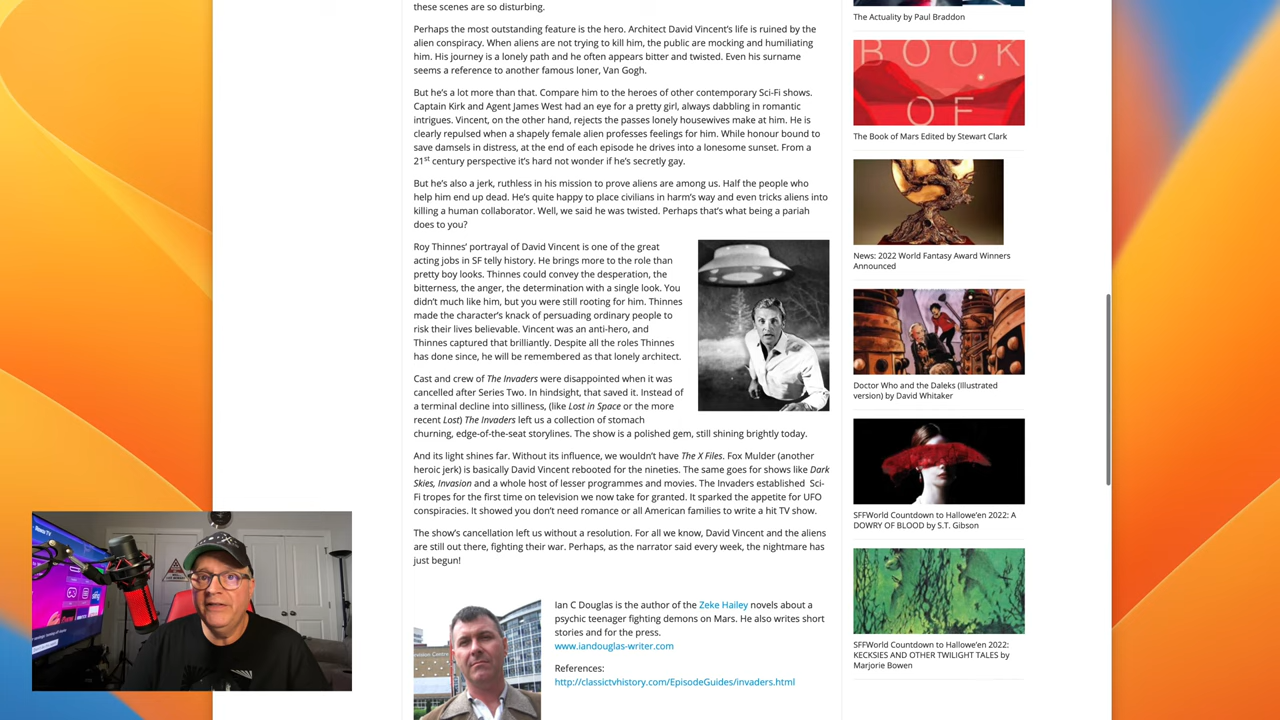 these scenes are so disturbing.
Perhaps the most outstanding feature is the hero. Architect David Vincent's life is ruined by the
alien conspiracy. When aliens are not trying to kill him, the public are mocking and humiliating
him. His journey is a lonely path and he often appears bitter and twisted. Even his surname
seems a reference to another famous loner, Van Gogh.
But he's a lot more than that. Compare him to the heroes of other contemporary Sci-Fi shows.
Captain Kirk and Agent James West had an eye for a pretty girl, always dabbling in romantic
intrigues. Vincent, on the other hand, rejects the passes lonely housewives make at him. He is
clearly repulsed when a shapely female alien professes feelings for him. While honour bound to
save damsels in distress, at the end of each episode he drives into a lonesome sunset. From a
21st century perspective it's hard not wonder if he's secretly gay.
But he's also a jerk, ruthless in his mission to prove aliens are among us. Half the people who
help him end up dead. He's quite happy to place civilians in harm's way and even tricks aliens into
killing a human collaborator. Well, we said he was twisted. Perhaps that's what being a pariah
does to you?
Roy Thinnes' portrayal of David Vincent is one of the great
acting jobs in SF telly history. He brings more to the role than
pretty boy looks. Thinnes could convey the desperation, the
bitterness, the anger, the determination with a single look. You
didn't much like him, but you were still rooting for him. Thinnes
made the character's knack of persuading ordinary people to
risk their lives believable. Vincent was an anti-hero, and
Thinnes captured that brilliantly. Despite all the roles Thinnes
has done since, he will be remembered as that lonely architect.
Cast and crew of The Invaders were disappointed when it was
cancelled after Series Two. In hindsight, that saved it. Instead of
a terminal decline into silliness, (like Lost in Space or the more
recent Lost) The Invaders left us a collection of stomach
churning, edge-of-the-seat storylines. The show is a polished gem, still shining brightly today.
And its light shines far. Without its influence, we wouldn't have The X Files. Fox Mulder (another
heroic jerk) is basically David Vincent rebooted for the nineties. The same goes for shows like Dark
Skies, Invasion and a whole host of lesser programmes and movies. The Invaders established Sci-
Fi tropes for the first time on television we now take for granted. It sparked the appetite for UFO
conspiracies. It showed you don't need romance or all American families to write a hit TV show.
The show's cancellation left us without a resolution. For all we know, David Vincent and the aliens
are still out there, fighting their war. Perhaps, as the narrator said every week, the nightmare has
just begun!
Ian C Douglas is the author of the Zeke Hailey novels about a
psychic teenager fighting demons on Mars. He also writes short
stories and for the press.
www.iandouglas-writer.com
References:
http://classictvhistory.com/EpisodeGuides/invaders.html
The Actuality by Paul Braddon
BOOK
OF
The Book of Mars Edited by Stewart Clark
News: 2022 World Fantasy Award Winners
Announced
Doctor Who and the Daleks (Illustrated
version) by David Whitaker
SFFWorld Countdown to Hallowe'en 2022: A
DOWRY OF BLOOD by S.T. Gibson
SFFWorld Countdown to Hallowe'en 2022:
KECKSIES AND OTHER TWILIGHT TALES by
Marjorie Bowen